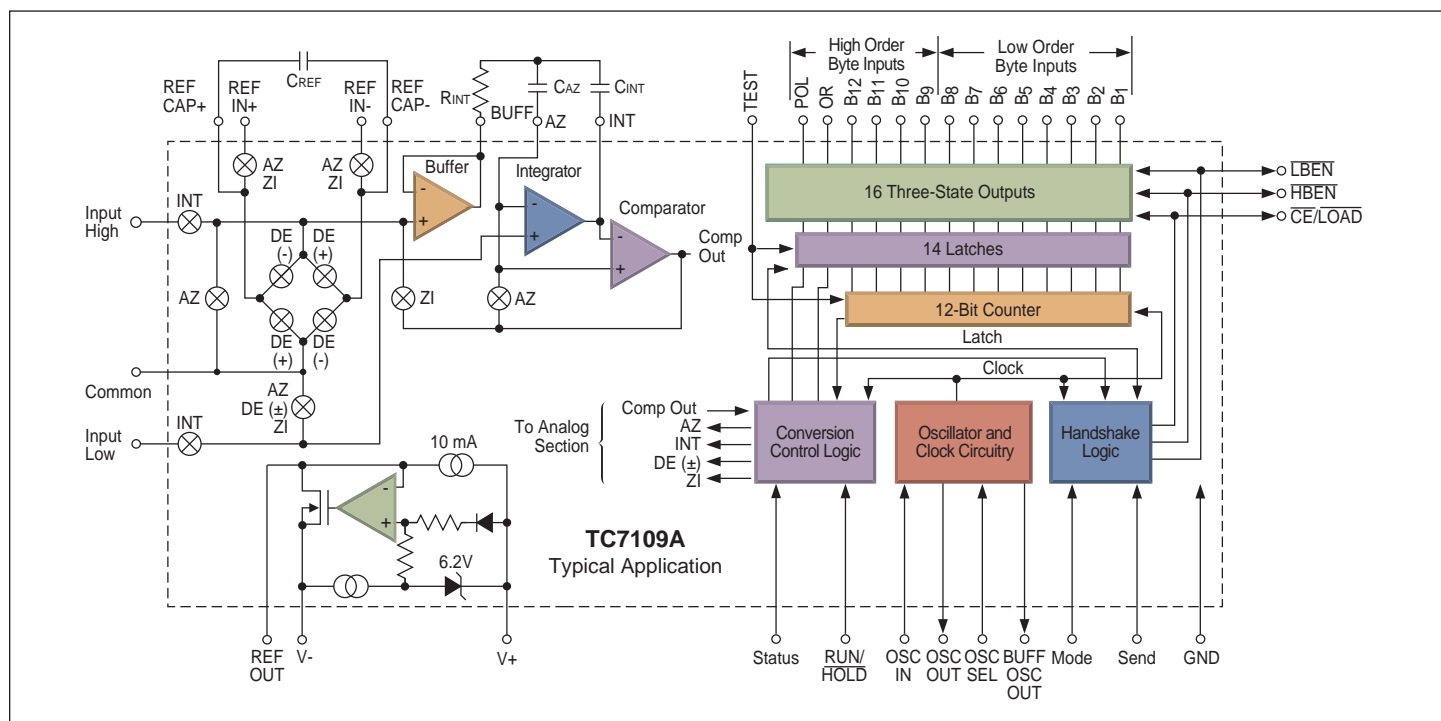 High Order
Byte Inputs
Low Order
Byte Inputs
REF
CAP+
REF
IN+
CREF
REF
IN-
REF
CAP-
RINT
BUFF
CAZ
AZ
CINT
INT
TEST
POL
OR
B12
B11
B10
B9
B8
B7
B6
B5
B4
B3
B2
B1
AZ
ZI
AZ
ZI
Buffer
-
+
Integrator
-
+
Comparator
-
+
Comp
Out
16 Three-State Outputs
LBEN
HBEN
CE/LOAD
14 Latches
12-Bit Counter
Latch
Clock
Input
High
INT
DE
(-)
DE
(+)
AZ
ZI
AZ
DE
(+)
DE
(-)
Common
AZ
DE (±)
ZI
Input
Low
INT
To Analog
Section
Comp Out
AZ
INT
DE (±)
ZI
Conversion
Control Logic
Oscillator and
Clock Circuitry
Handshake
Logic
10 mA
-
+
6.2V
TC7109A
Typical Application
REF
OUT
V-
V+
Status
RUN/
HOLD
OSC
IN
OSC
OUT
OSC
SEL
BUFF
OSC
OUT
Mode
Send
GND